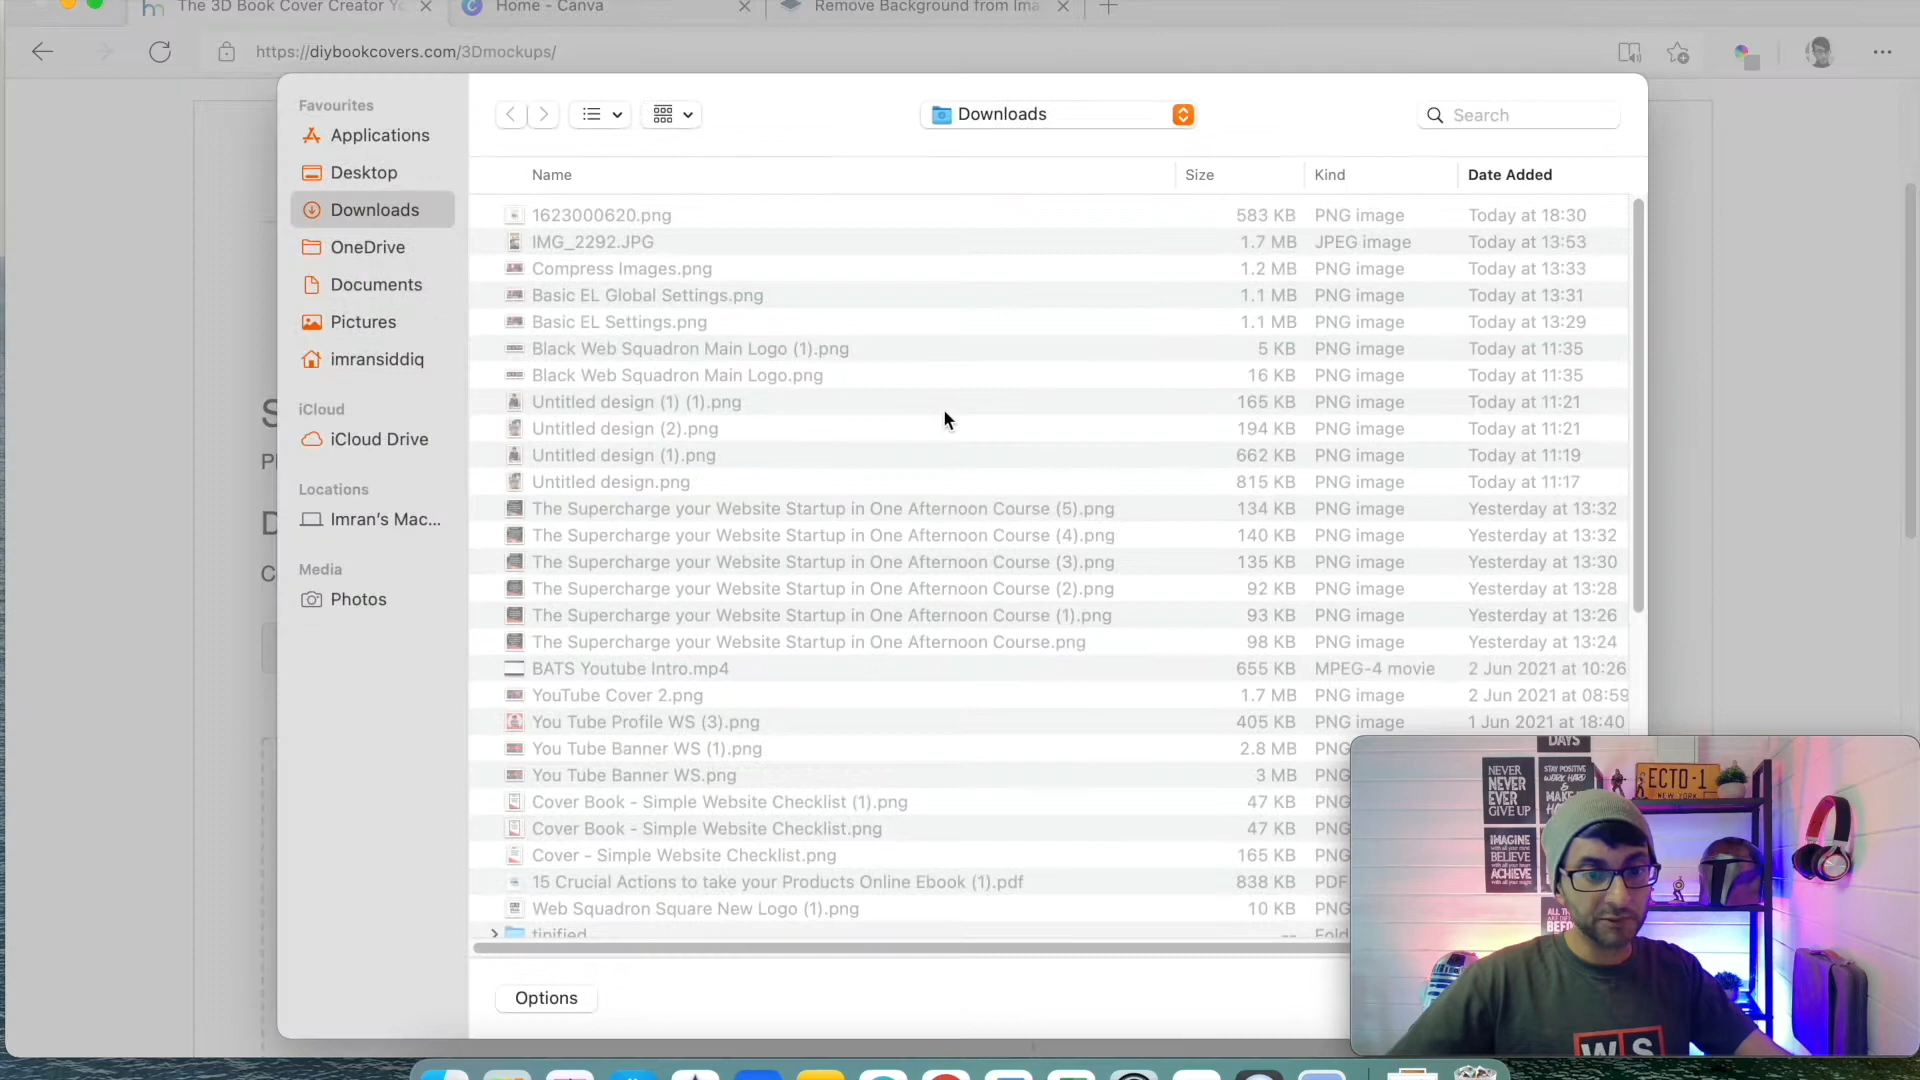 The 3D Book Cover Creator Yo
Home - Canva
Remove Background from Ima
https://diybookcovers.com/3Dmockups/
Favourites
Applications
Desktop
Downloads
OneDrive
Documents
Pictures
imransiddiq
iCloud
iCloud Drive
Locations
Imran's Mac...
Media
Photos
Downloads
Search
Name Size Kind Date Added
1623000620.png 583 KB PNG image Today at 18:30
IMG_2292.JPG 1.7 MB JPEG image Today at 13:53
Compress Images.png 1.2 MB PNG image Today at 13:33
Basic EL Global Settings.png 1.1 MB PNG image Today at 13:31
Basic EL Settings.png 1.1 MB PNG image Today at 13:29
Black Web Squadron Main Logo (1).png 5 KB PNG image Today at 11:35
Black Web Squadron Main Logo.png 16 KB PNG image Today at 11:35
Untitled design (1) (1).png 165 KB PNG image Today at 11:21
Untitled design (2).png 194 KB PNG image Today at 11:21
Untitled design (1).png 662 KB PNG image Today at 11:19
Untitled design.png 815 KB PNG image Today at 11:17
The Supercharge your Website Startup in One Afternoon Course (5).png 134 KB PNG image Yesterday at 13:32
The Supercharge your Website Startup in One Afternoon Course (4).png 140 KB PNG image Yesterday at 13:32
The Supercharge your Website Startup in One Afternoon Course (3).png 135 KB PNG image Yesterday at 13:30
The Supercharge your Website Startup in One Afternoon Course (2).png 92 KB PNG image Yesterday at 13:28
The Supercharge your Website Startup in One Afternoon Course (1).png 93 KB PNG image Yesterday at 13:26
The Supercharge your Website Startup in One Afternoon Course.png 98 KB PNG image Yesterday at 13:24
BATS Youtube Intro.mp4 655 KB MPEG-4 movie 2 Jun 2021 at 10:26
YouTube Cover 2.png 1.7 MB PNG image 2 Jun 2021 at 08:59
You Tube Profile WS (3).png 405 KB PNG image 1 Jun 2021 at 18:40
You Tube Banner WS (1).png 2.8 MB PNG
You Tube Banner WS.png 3 MB PNG
Cover Book - Simple Website Checklist (1).png 47 KB PNG
Cover Book - Simple Website Checklist.png 47 KB PNG
Cover - Simple Website Checklist.png 165 KB PNG
15 Crucial Actions to take your Products Online Ebook (1).pdf 838 KB PDF
Web Squadron Square New Logo (1).png 10 KB PNG
tinified -- Fold
Options
DAYS
NEVER
NEVER
EVER
GIVE UP
STAY POSITIVE
WORK HARD
&
MAKE
ECTO-1
NEW YORK
IMAGINE
BELIEVE
ACHIEVE
WS